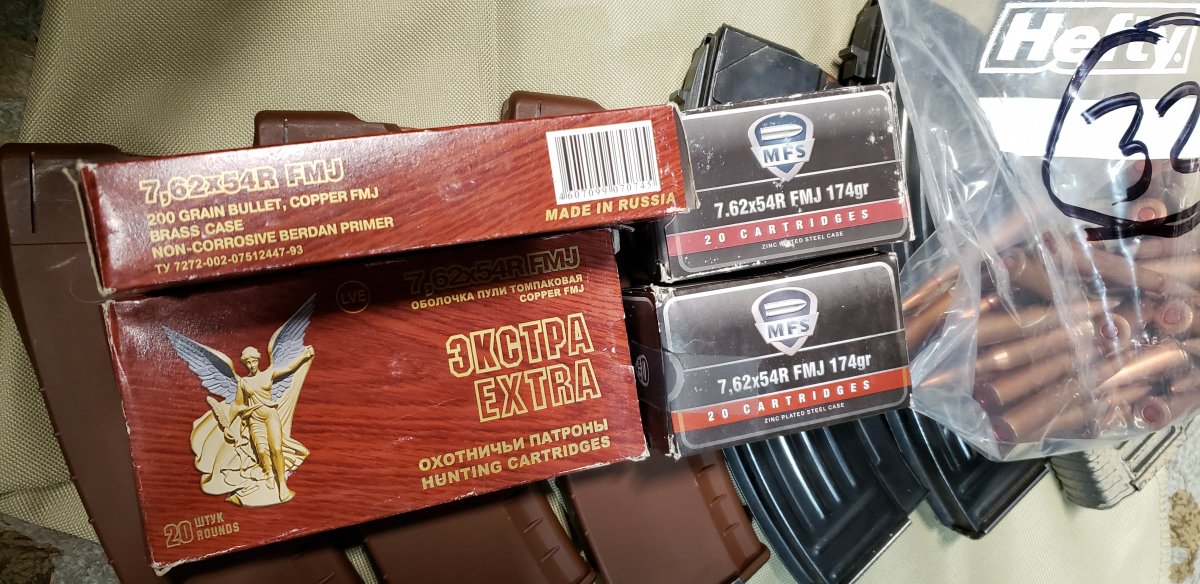 7,62x54R FMJ
200 GRAIN BULLET, COPPER FMJ
BRASS CASE
NON-CORROSIVE BERDAN PRIMER
ТУ 7272-002-07512447-93
4607099070745
MADE IN RUSSIA
LVE
7,62x54R FMJ
ОБОЛОЧКА ПУЛИ ТОМПАКОВАЯ
COPPER FMJ
ЭКСТРА
EXTRA
ОХОТНИЧЬИ ПАТРОНЫ
HUNTING CARTRIDGES
20 ШТУК
ROUNDS
MFS
7.62x54R FMJ 174gr
20 CARTRIDGES
ZINC PLATED STEEL CASE
MFS
7,62x54R FMJ 174gr
20 CARTRIDGES
ZINC PLATED STEEL CASE
Hefty
32